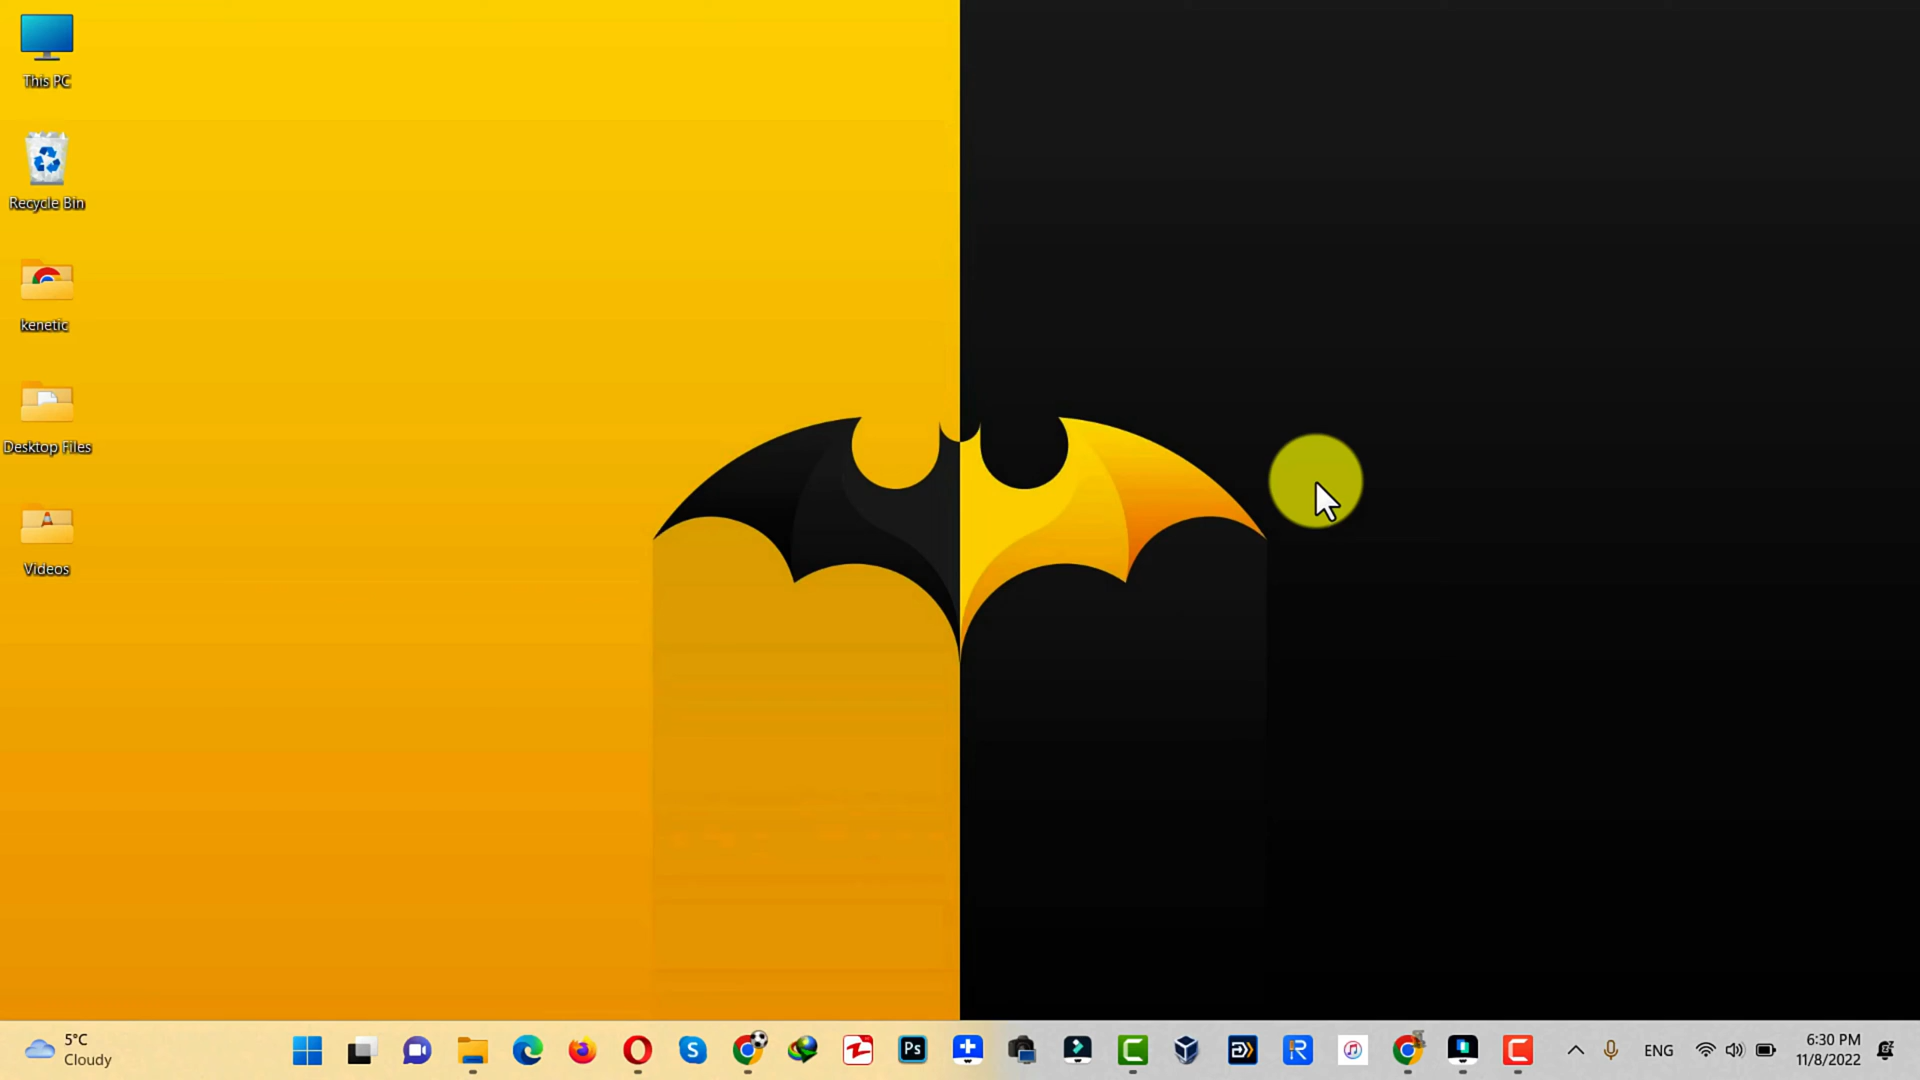 This PC
Recycle Bin
kenetic
Desktop Files
Videos
5°C
Cloudy
Ps
ENG
6:30 PM
11/8/2022